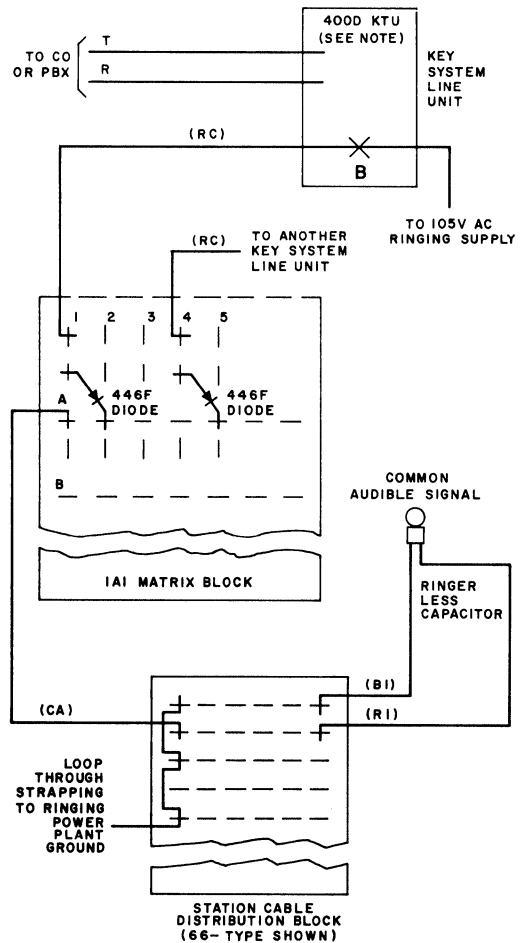 400D KTU
(SEE NOTE)
T
TO CO
OR PBX
R
KEY
SYSTEM
LINE
UNIT
(RC)
B
TO 105V AC
RINGING SUPPLY
(RC)
TO ANOTHER
KEY SYSTEM
LINE UNIT
1 2 3 4 5
446F
DIODE
446F
DIODE
A
B
COMMON
AUDIBLE SIGNAL
1A1 MATRIX BLOCK
RINGER
LESS
CAPACITOR
(B1)
(CA)
(R1)
LOOP
THROUGH
STRAPPING
TO RINGING
POWER
PLANT
GROUND
STATION CABLE
DISTRIBUTION BLOCK
(66-TYPE SHOWN)